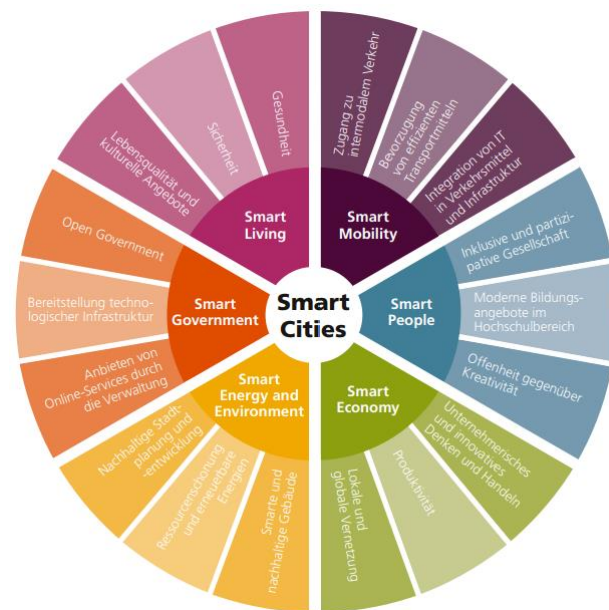 Smart
Cities
Smart
Mobility
Zugang zu
intermodalem Verkehr
Bevorzugung
von effizienten
Transportmitteln
Integration von IT
in Verkehrsmittel
und Infrastruktur
Smart
People
Inklusive und partizi-
pative Gesellschaft
Moderne Bildungs-
angebote im
Hochschulbereich
Offenheit gegenüber
Kreativität
Smart
Economy
Unternehmerisches
und innovatives
Denken und Handeln
Produktivität
Lokale und
globale Vernetzung
Smart
Energy and
Environment
Smarte und
nachhaltige Gebäude
Ressourcenschonung
und erneuerbare
Energien
Nachhaltige Stadt-
planung und
-entwicklung
Smart
Government
Anbieten von
Online-Services durch
die Verwaltung
Bereitstellung techno-
logischer Infrastruktur
Open Government
Smart
Living
Lebensqualität und
kulturelle Angebote
Sicherheit
Gesundheit